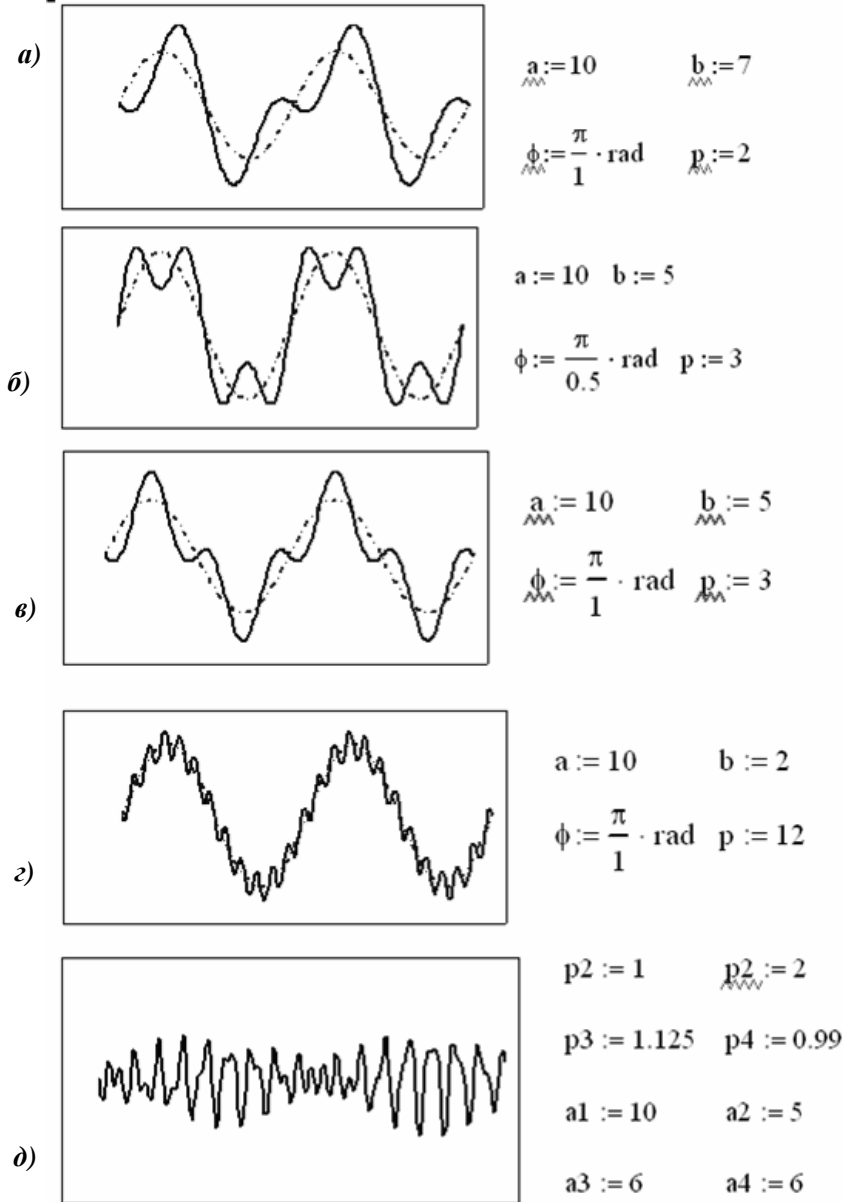 а)
a := 10 b := 7
ϕ := π/1 · rad p := 2
б)
a := 10 b := 5
ϕ := π/0.5 · rad p := 3
в)
a := 10 b := 5
ϕ := π/1 · rad p := 3
г)
a := 10 b := 2
ϕ := π/1 · rad p := 12
д)
p2 := 1 p2 := 2
p3 := 1.125 p4 := 0.99
a1 := 10 a2 := 5
a3 := 6 a4 := 6